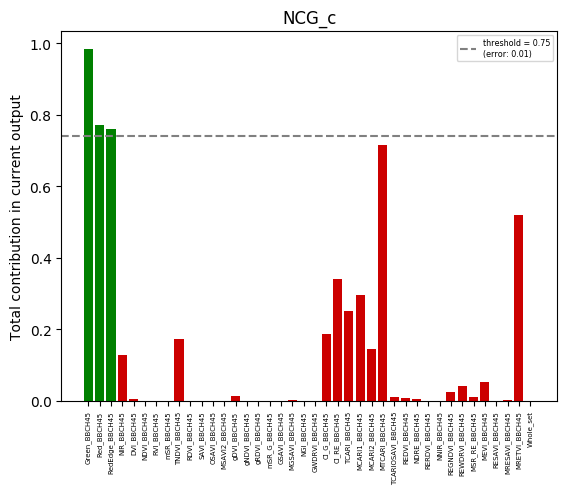 NCG_c
threshold = 0.75
(error: 0.01)
Total contribution in current output
1.0
0.8
0.6
0.4
0.2
0.0
Green_BBCH45
Red_BBCH45
RedEdge_BBCH45
NIR_BBCH45
DVI_BBCH45
NDVI_BBCH45
RVI_BBCH45
mSR_BBCH45
TNDVI_BBCH45
RDVI_BBCH45
SAVI_BBCH45
OSAVI_BBCH45
MSAVI2_BBCH45
gDVI_BBCH45
gNDVI_BBCH45
gRDVI_BBCH45
mSR_G_BBCH45
GSAVI_BBCH45
MGSAVI_BBCH45
NGI_BBCH45
GWDRVI_BBCH45
CI_G_BBCH45
CI_RE_BBCH45
TCARI_BBCH45
MCARI1_BBCH45
MCARI2_BBCH45
MTCARI_BBCH45
TCARIOSAVI_BBCH45
REDVI_BBCH45
NDRE_BBCH45
RERDVI_BBCH45
NNIR_BBCH45
REGNDVI_BBCH45
REWDRVI_BBCH45
MSR_RE_BBCH45
MEVI_BBCH45
RESAVI_BBCH45
MRESAVI_BBCH45
MRETVI_BBCH45
Whole_set